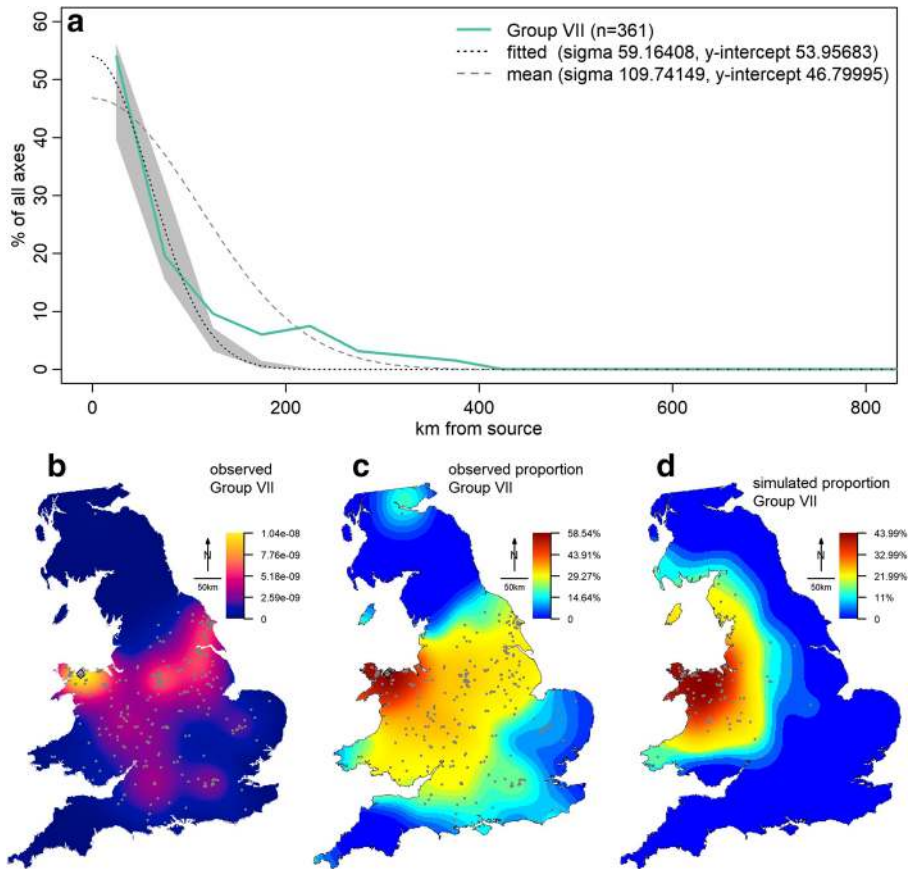 a
60
50
40
30
20
10
0
% of all axes
Group VII (n=361)
fitted (sigma 59.16408, y-intercept 53.95683)
mean (sigma 109.74149, y-intercept 46.79995)
0 200 400 600 800
km from source
b
observed
Group VII
N
50km
1.04e-08
7.76e-09
5.18e-09
2.59e-09
0
c
observed proportion
Group VII
N
50km
58.54%
43.91%
29.27%
14.64%
0
d
simulated proportion
Group VII
N
50km
43.99%
32.99%
21.99%
11%
0